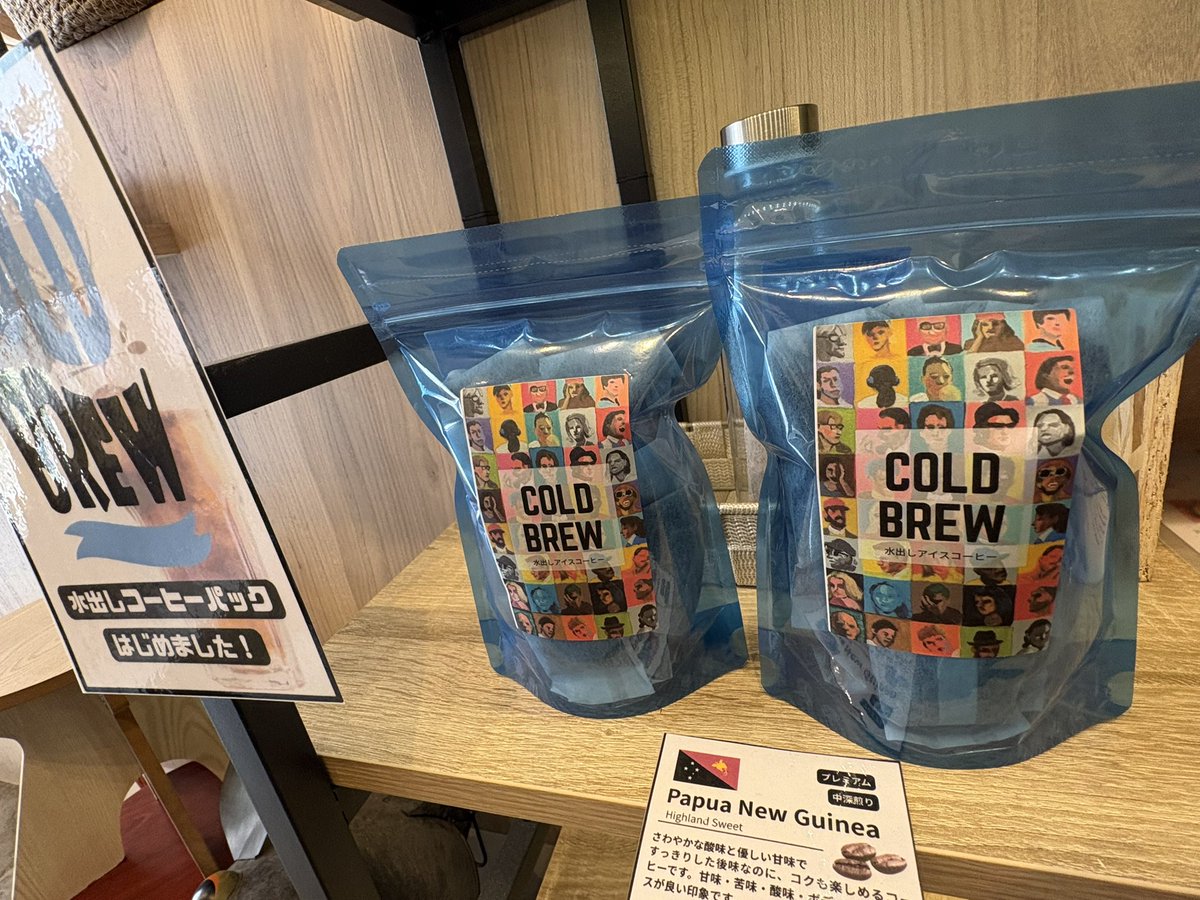 BREW
水出しコーヒーパック
はじめました！
COLD
BREW
水出しアイスコーヒー
COLD
BREW
水出しアイスコーヒー
プレミアム
中深煎り
Papua New Guinea
Highland Sweet
さわやかな酸味と優しい甘味で
すっきりした後味なのに、コクも楽しめるコー
ヒーです。甘味・苦味・酸味・ボデ
スが良い印象です